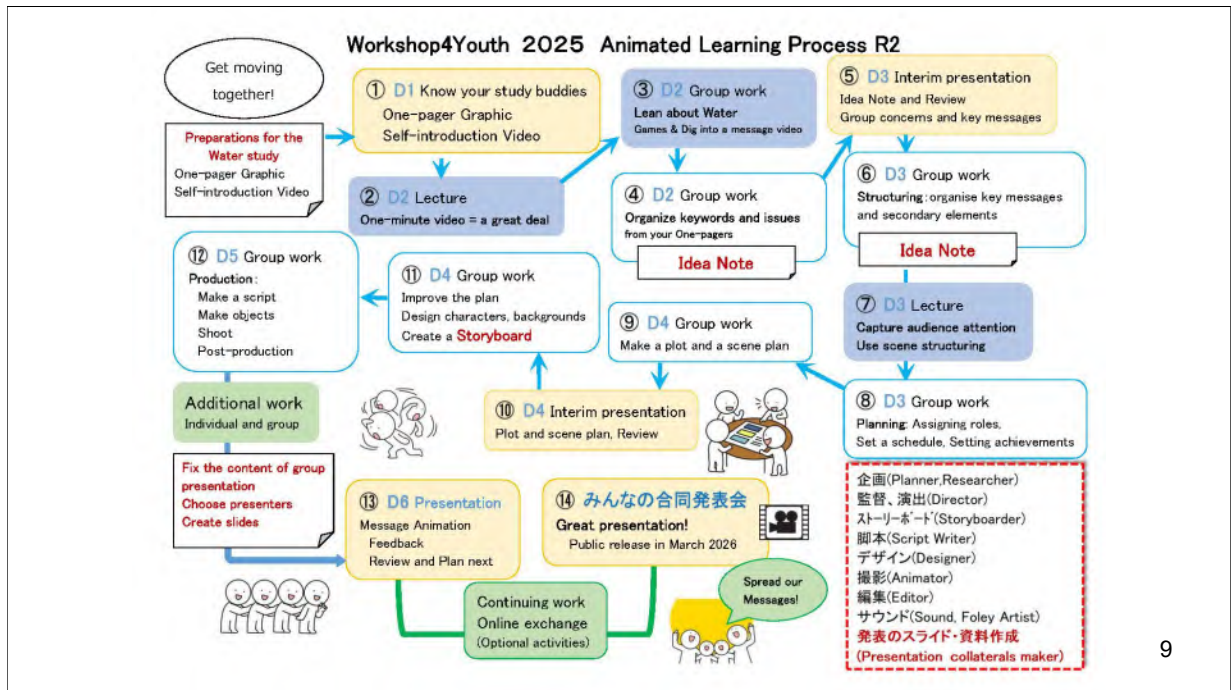 Workshop4Youth 2025 Animated Learning Process R2
Get moving
together!
Preparations for the
Water study
One-pager Graphic
Self-introduction Video
① D1 Know your study buddies
One-pager Graphic
Self-introduction Video
② D2 Lecture
One-minute video = a great deal
③ D2 Group work
Lean about Water
Games & Dig into a message video
④ D2 Group work
Organize keywords and issues
from your One-pagers
Idea Note
⑤ D3 Interim presentation
Idea Note and Review
Group concerns and key messages
⑥ D3 Group work
Structuring: organise key messages
and secondary elements
Idea Note
⑦ D3 Lecture
Capture audience attention
Use scene structuring
⑧ D3 Group work
Planning: Assigning roles,
Set a schedule, Setting achievements
⑨ D4 Group work
Make a plot and a scene plan
⑩ D4 Interim presentation
Plot and scene plan, Review
⑪ D4 Group work
Improve the plan
Design characters, backgrounds
Create a Storyboard
⑫ D5 Group work
Production:
Make a script
Make objects
Shoot
Post-production
Additional work
Individual and group
Fix the content of group
presentation
Choose presenters
Create slides
⑬ D6 Presentation
Message Animation
Feedback
Review and Plan next
⑭ みんなの合同発表会
Great presentation!
Public release in March 2026
Continuing work
Online exchange
(Optional activities)
Spread our
Messages!
企画(Planner,Researcher)
監督、演出(Director)
ｽﾄｰﾘｰﾎﾞｰﾄﾞ(Storyboarder)
脚本(Script Writer)
デザイン(Designer)
撮影(Animator)
編集(Editor)
サウンド(Sound, Foley Artist)
発表のスライド・資料作成
(Presentation collaterals maker)
9